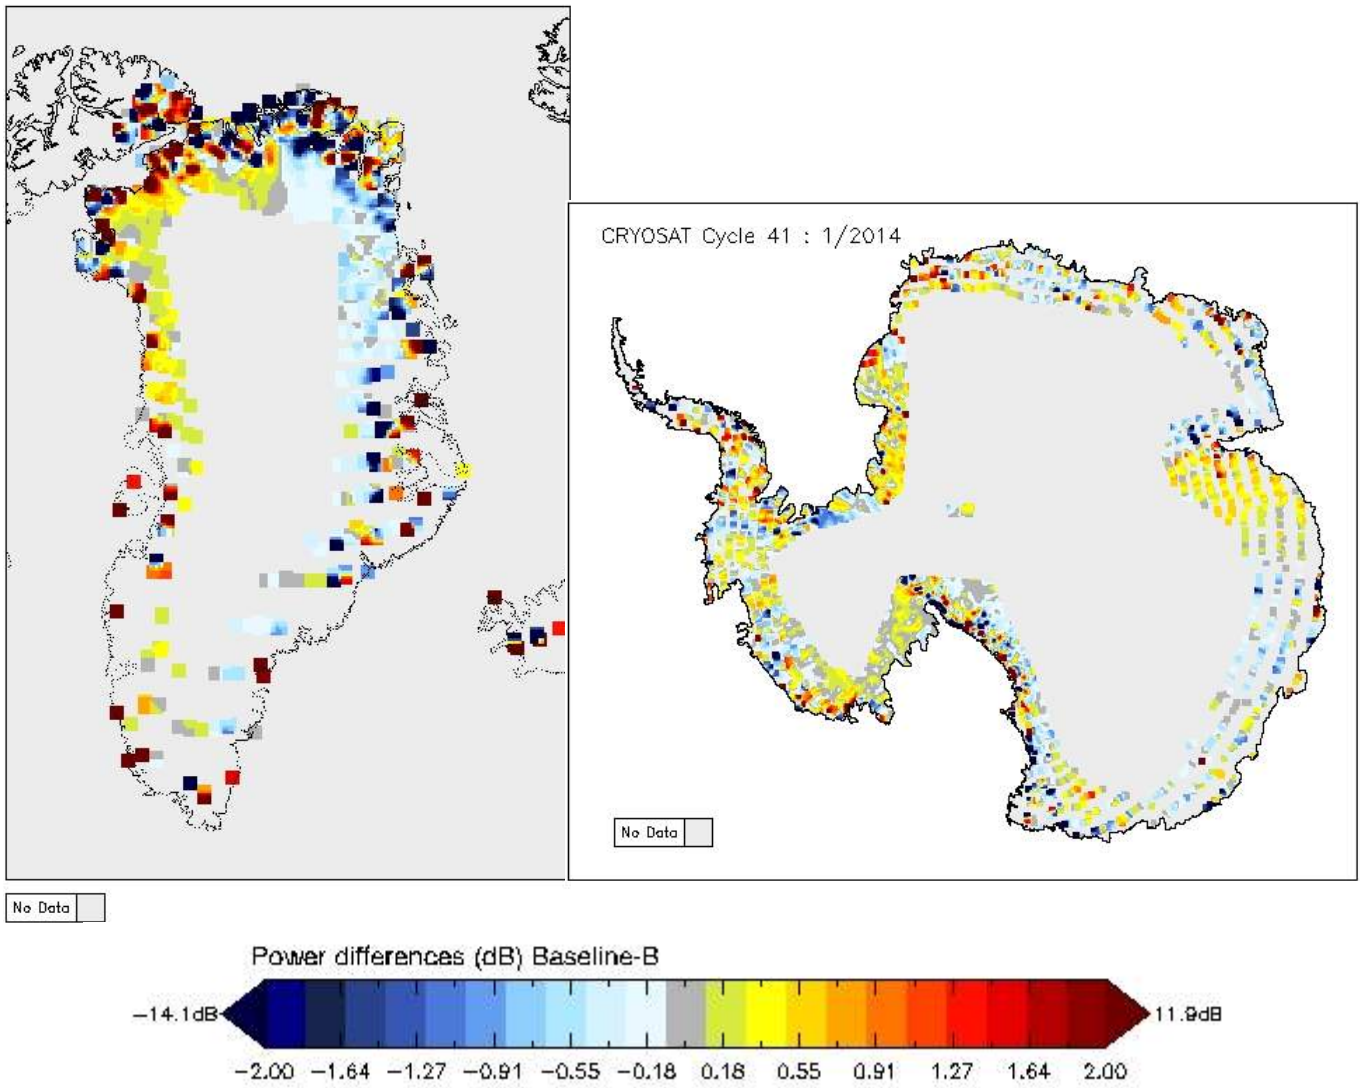 CRYOSAT Cycle 41 : 1/2014
No Data
No Data
Power differences (dB) Baseline-B
-14.1dB 11.9dB
-2.00 -1.64 -1.27 -0.91 -0.55 -0.18 0.18 0.55 0.91 1.27 1.64 2.00